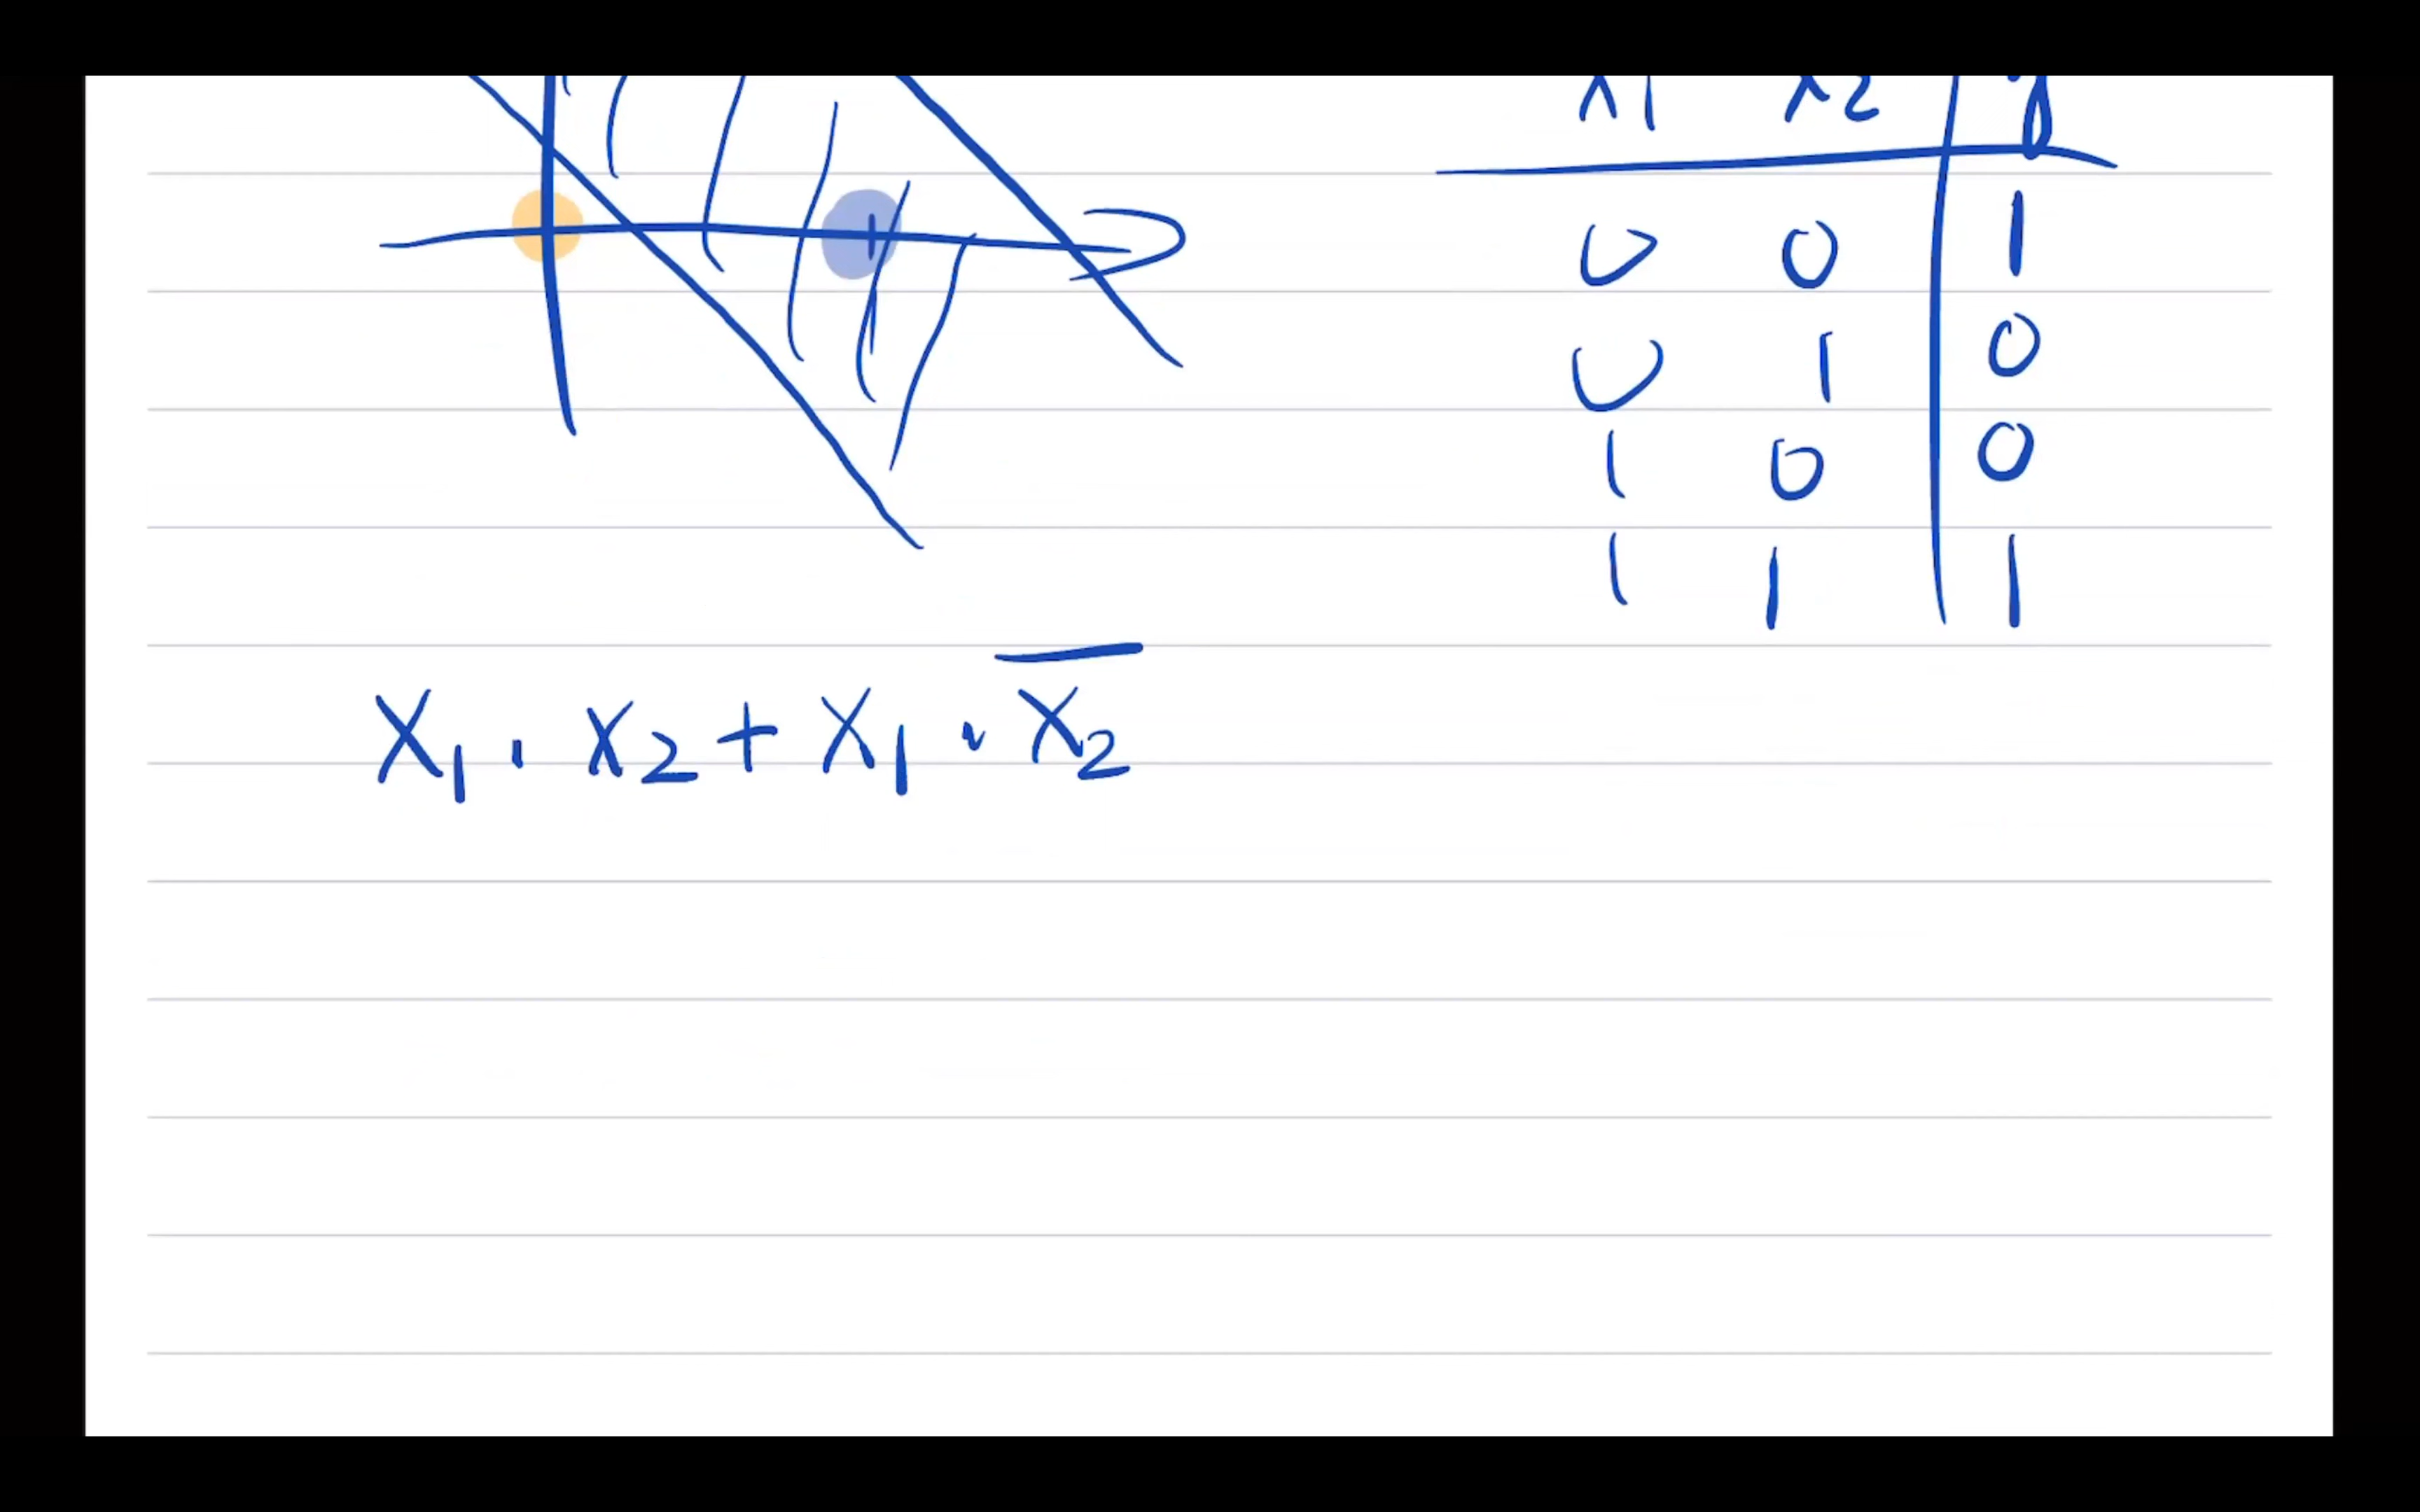 x1 x2 y
0 0 1
0 1 0
1 0 0
1 1 1
X₁ · X₂ + X₁ · X̅₂